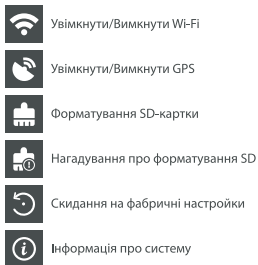 Увімкнути/Вимкнути Wi-Fi
Увімкнути/Вимкнути GPS
Форматування SD-картки
Нагадування про форматування SD
Скидання на фабричні настройки
Інформація про систему